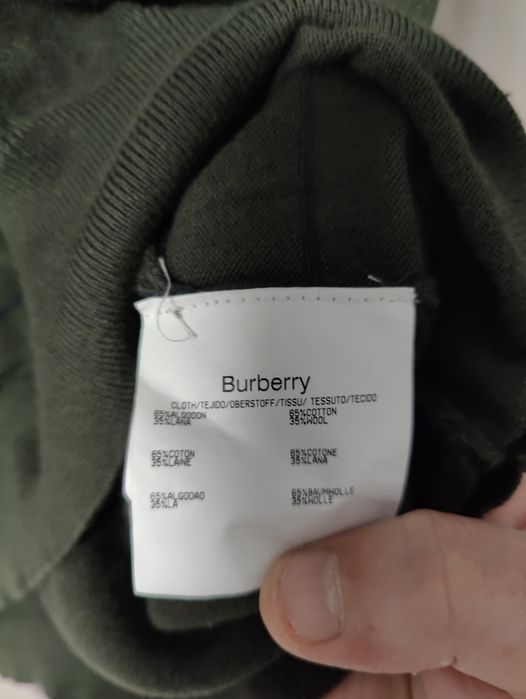 Burberry
CLOTH/TEJIDO/OBERSTOFF/TISSU/ TESSUTO/TECIDO
65%ALGODON 65%COTTON
35%LANA 35%WOOL
65%COTON 65%COTONE
35%LAINE 35%LANA
65%ALGODAO 65%BAUMWOLLE
35%LA 35%WOLLE